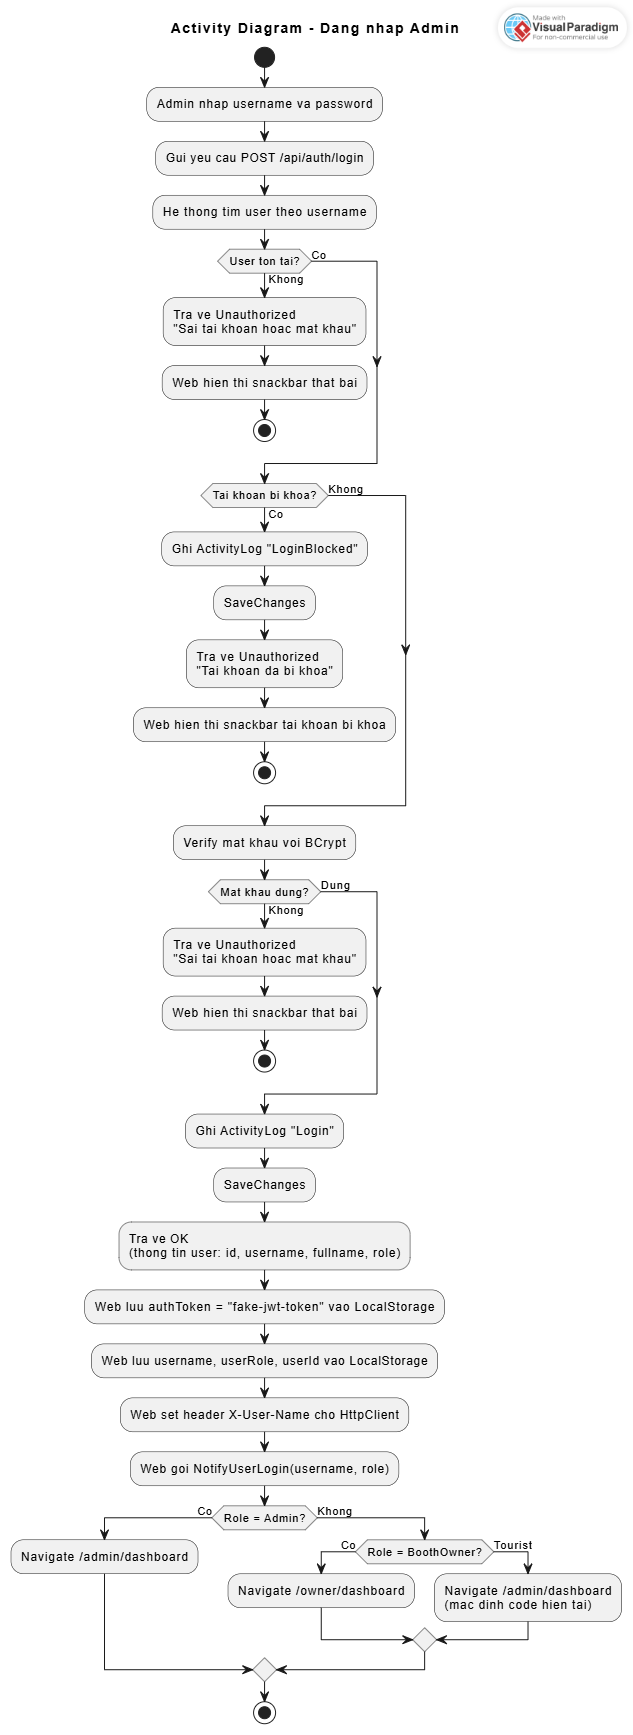 Activity Diagram - Dang nhap Admin
Made with
VisualParadigm
For non-commercial use
Admin nhap username va password
Gui yeu cau POST /api/auth/login
He thong tim user theo username
User ton tai?
Co
Khong
Tra ve Unauthorized
"Sai tai khoan hoac mat khau"
Web hien thi snackbar that bai
Tai khoan bi khoa?
Khong
Co
Ghi ActivityLog "LoginBlocked"
SaveChanges
Tra ve Unauthorized
"Tai khoan da bi khoa"
Web hien thi snackbar tai khoan bi khoa
Verify mat khau voi BCrypt
Mat khau dung?
Dung
Khong
Tra ve Unauthorized
"Sai tai khoan hoac mat khau"
Web hien thi snackbar that bai
Ghi ActivityLog "Login"
SaveChanges
Tra ve OK
(thong tin user: id, username, fullname, role)
Web luu authToken = "fake-jwt-token" vao LocalStorage
Web luu username, userRole, userId vao LocalStorage
Web set header X-User-Name cho HttpClient
Web goi NotifyUserLogin(username, role)
Co
Role = Admin?
Khong
Navigate /admin/dashboard
Co
Role = BoothOwner?
Tourist
Navigate /owner/dashboard
Navigate /admin/dashboard
(mac dinh code hien tai)